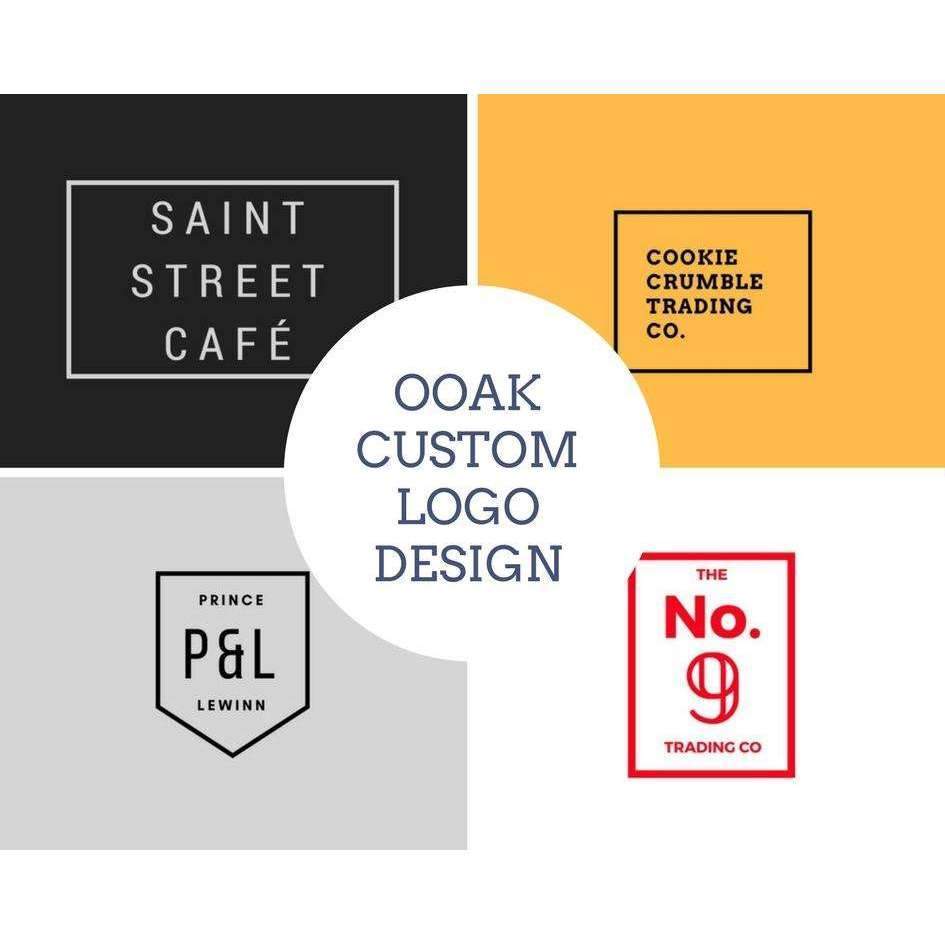 SAINT
STREET
CAFÉ
COOKIE
CRUMBLE
TRADING
CO.
OOAK
CUSTOM
LOGO
DESIGN
PRINCE
P&L
LEWINN
THE
No.
9
TRADING CO